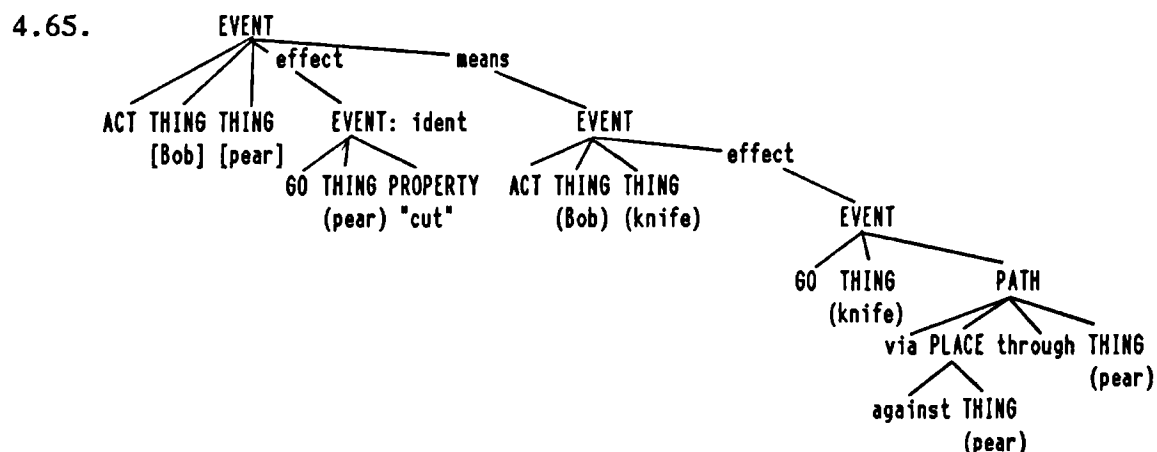 4.65. EVENT
effect means
ACT THING THING EVENT: ident EVENT
[Bob] [pear] effect
GO THING PROPERTY ACT THING THING
(pear) "cut" (Bob) (knife) EVENT
GO THING PATH
(knife)
via PLACE through THING
(pear)
against THING
(pear)